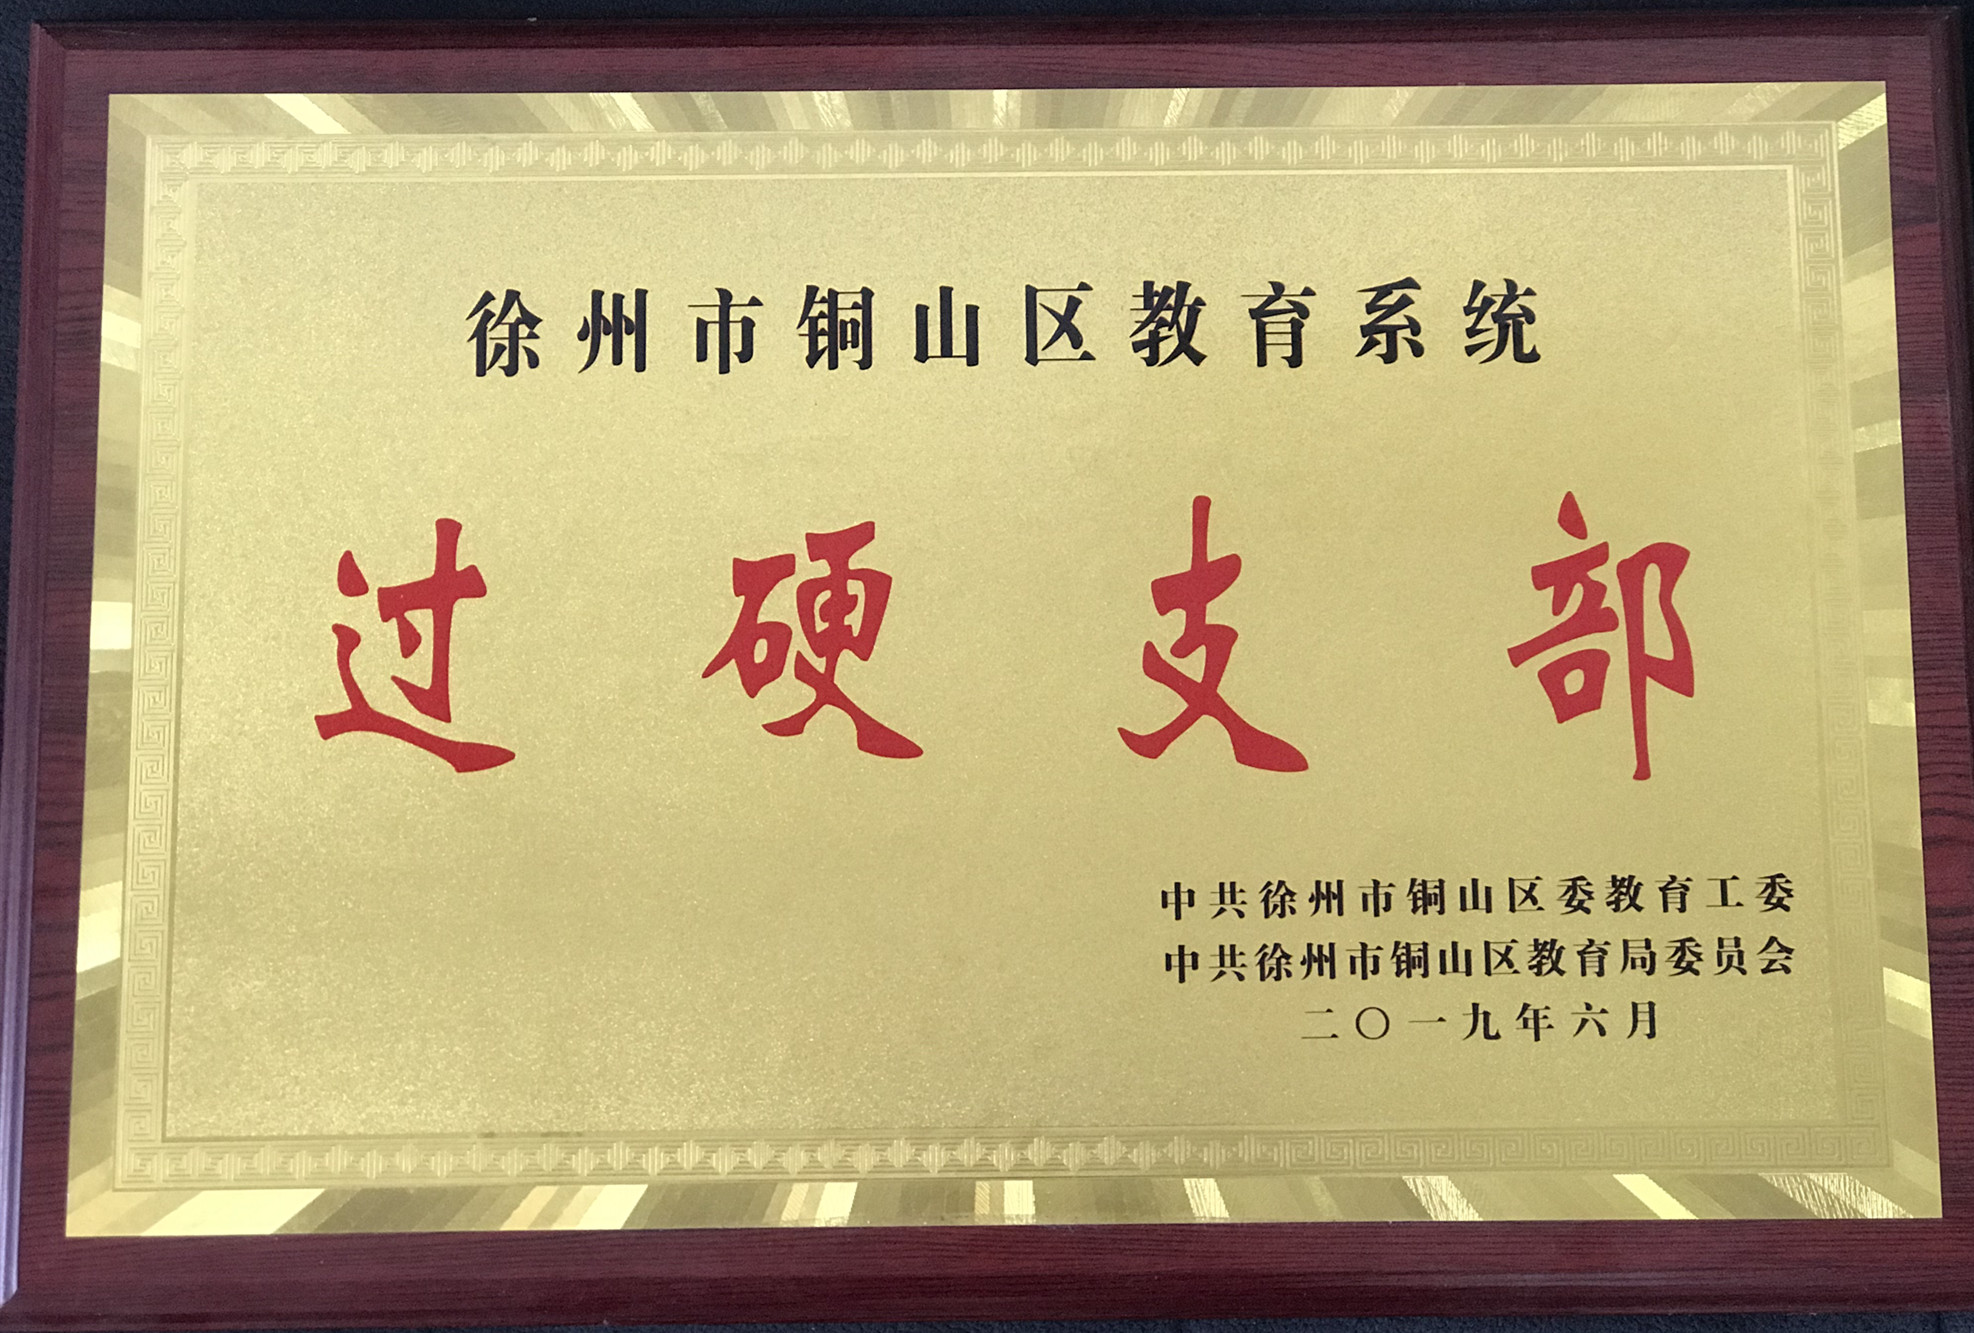 徐州市铜山区教育系统
过硬支部
中共徐州市铜山区委教育工委
中共徐州市铜山区教育局委员会
二〇一九年六月